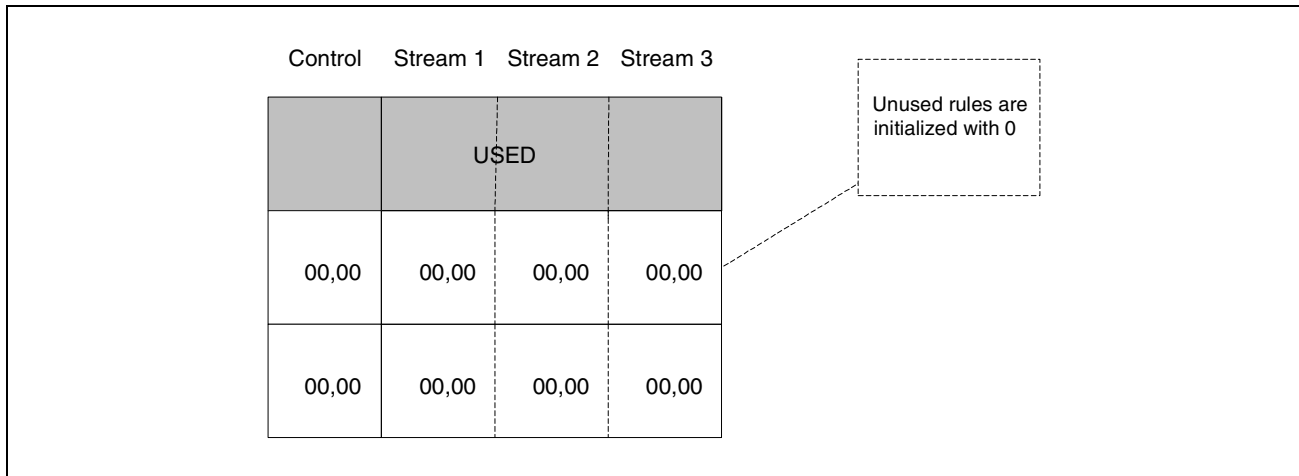 Control Stream 1 Stream 2 Stream 3
Unused rules are
initialized with 0
USED
00,00 00,00 00,00 00,00
00,00 00,00 00,00 00,00